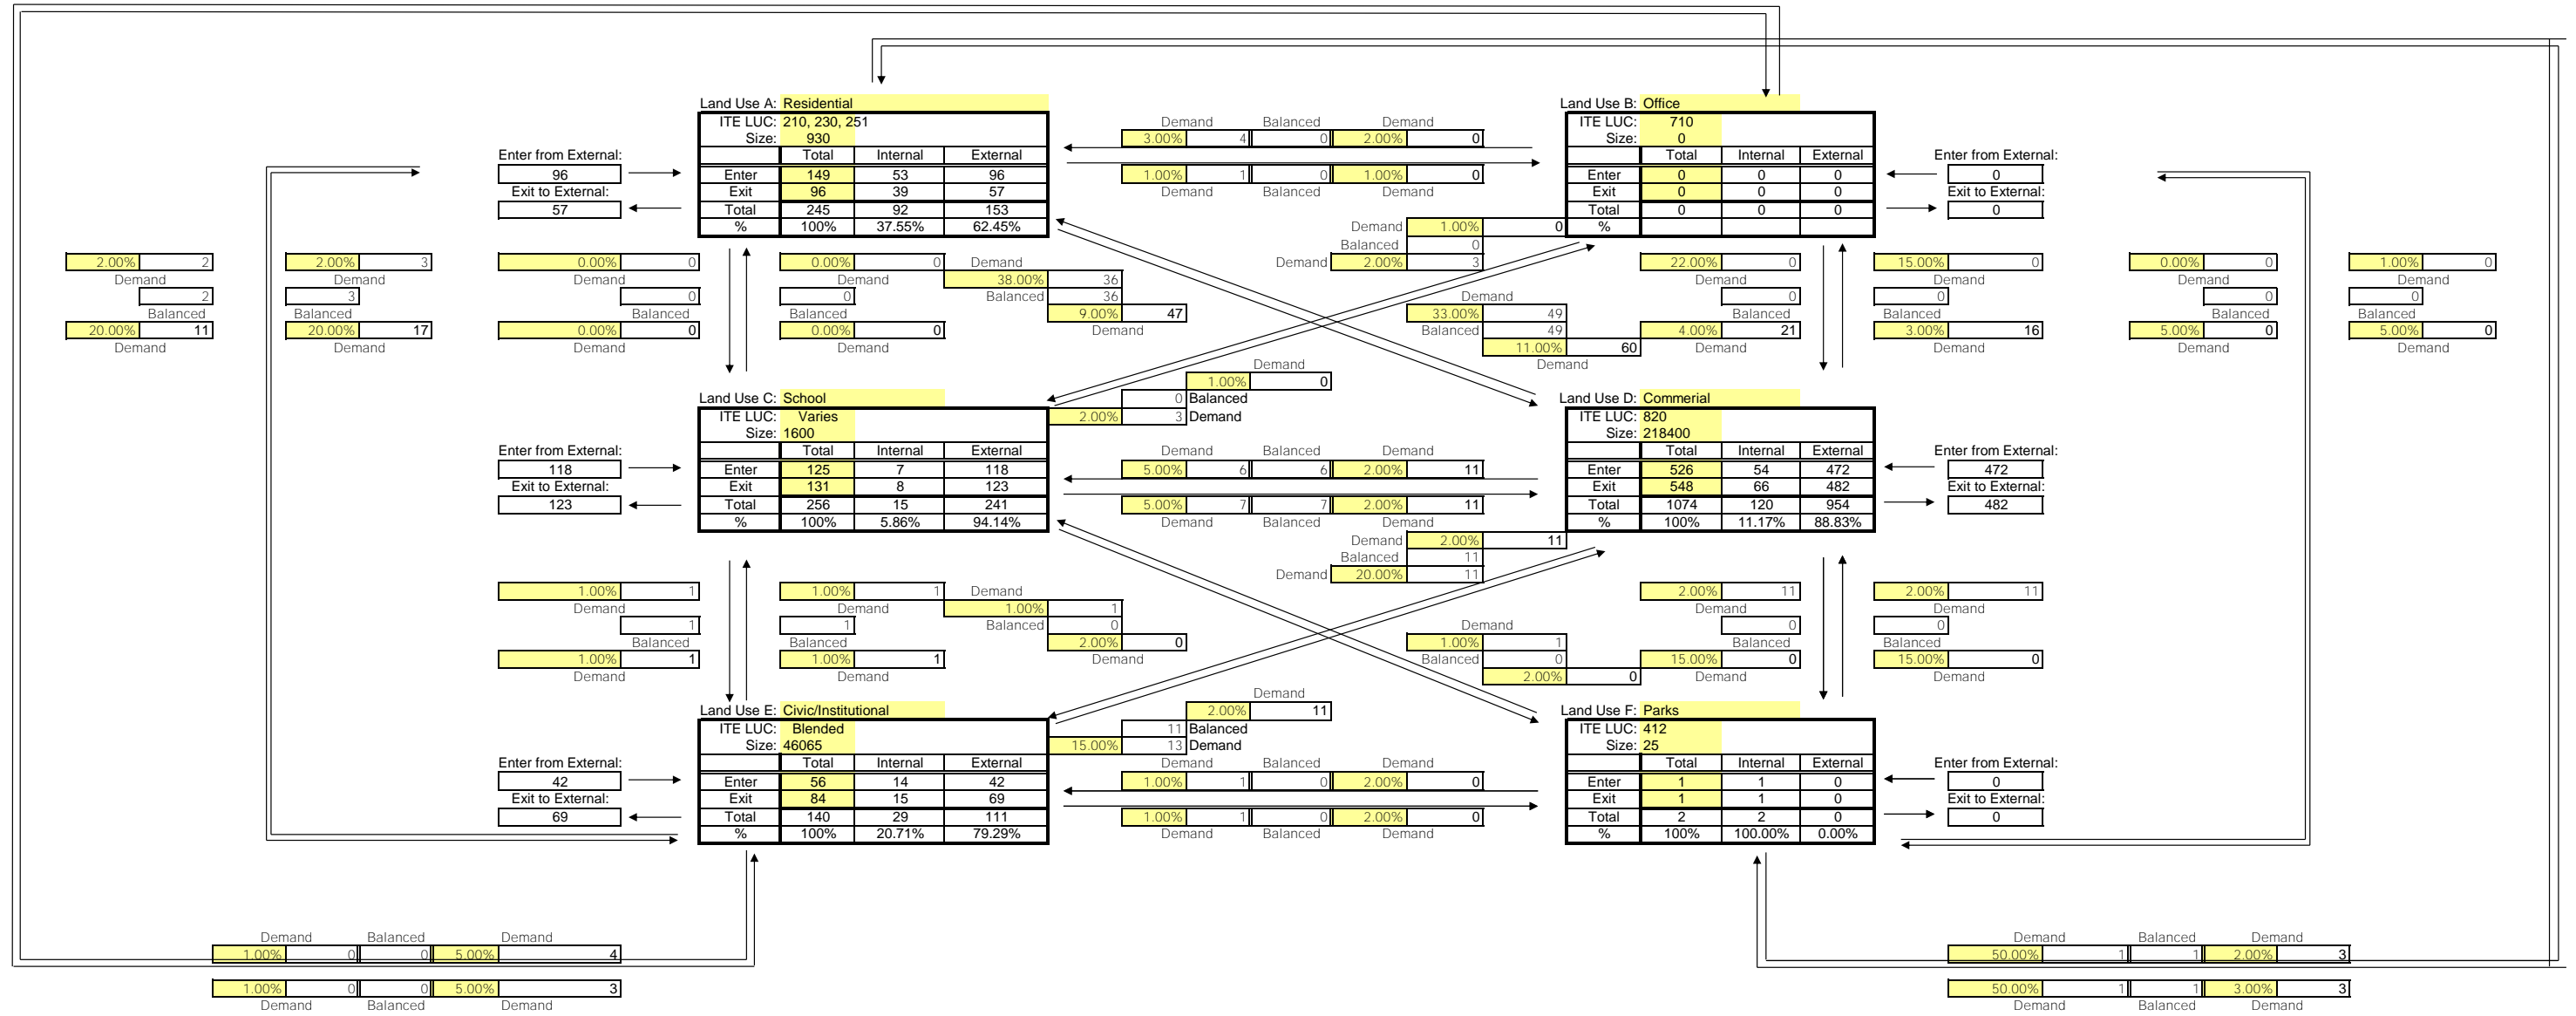 Land Use A: Residential
ITE LUC: 210, 230, 251
Size: 930
Total Internal External
Enter 149 53 96
Exit 96 39 57
Total 245 92 153
% 100% 37.55% 62.45%
Enter from External:
96
Exit to External:
57
Demand Balanced Demand
3.00% 4 0 2.00% 0
1.00% 1 0 1.00% 0
Demand Balanced Demand
Land Use B: Office
ITE LUC: 710
Size: 0
Total Internal External
Enter 0 0 0
Exit 0 0 0
Total 0 0 0
%
Enter from External:
0
Exit to External:
0
2.00% 2
Demand
2
Balanced
20.00% 11
Demand
2.00% 3
Demand
3
Balanced
20.00% 17
Demand
0.00% 0
Demand
0
Balanced
0.00% 0
Demand
0.00% 0
Demand
0
Balanced
0.00% 0
Demand
Demand
38.00% 36
Balanced 36
9.00% 47
Demand
Demand 1.00% 0
Balanced 0
Demand 2.00% 3
Demand
33.00% 49
Balanced 49
11.00% 60
Demand
22.00% 0
Demand
0
Balanced
4.00% 21
Demand
15.00% 0
Demand
0
Balanced
3.00% 16
Demand
0.00% 0
Demand
0
Balanced
5.00% 0
Demand
1.00% 0
Demand
0
Balanced
5.00% 0
Demand
Demand
1.00% 0
0 Balanced
2.00% 3 Demand
Land Use C: School
ITE LUC: Varies
Size: 1600
Total Internal External
Enter 125 7 118
Exit 131 8 123
Total 256 15 241
% 100% 5.86% 94.14%
Enter from External:
118
Exit to External:
123
Demand Balanced Demand
5.00% 6 6 2.00% 11
5.00% 7 7 2.00% 11
Demand Balanced Demand
Land Use D: Commerial
ITE LUC: 820
Size: 218400
Total Internal External
Enter 526 54 472
Exit 548 66 482
Total 1074 120 954
% 100% 11.17% 88.83%
Enter from External:
472
Exit to External:
482
1.00% 1
Demand
1
Balanced
1.00% 1
Demand
1.00% 1
Demand
1
Balanced
1.00% 1
Demand
Demand
1.00% 1
Balanced 0
2.00% 0
Demand
Demand 2.00% 11
Balanced 11
Demand 20.00% 11
Demand
1.00% 1
Balanced 0
2.00% 0
2.00% 11
Demand
0
Balanced
15.00% 0
Demand
2.00% 11
Demand
0
Balanced
15.00% 0
Demand
Demand
2.00% 11
11 Balanced
15.00% 13 Demand
Land Use E: Civic/Institutional
ITE LUC: Blended
Size: 46065
Total Internal External
Enter 56 14 42
Exit 84 15 69
Total 140 29 111
% 100% 20.71% 79.29%
Enter from External:
42
Exit to External:
69
Demand Balanced Demand
1.00% 1 0 2.00% 0
1.00% 1 0 2.00% 0
Demand Balanced Demand
Land Use F: Parks
ITE LUC: 412
Size: 25
Total Internal External
Enter 1 1 0
Exit 1 1 0
Total 2 2 0
% 100% 100.00% 0.00%
Enter from External:
0
Exit to External:
0
Demand Balanced Demand
1.00% 0 0 5.00% 4
1.00% 0 0 5.00% 3
Demand Balanced Demand
Demand Balanced Demand
50.00% 1 1 2.00% 3
50.00% 1 1 3.00% 3
Demand Balanced Demand